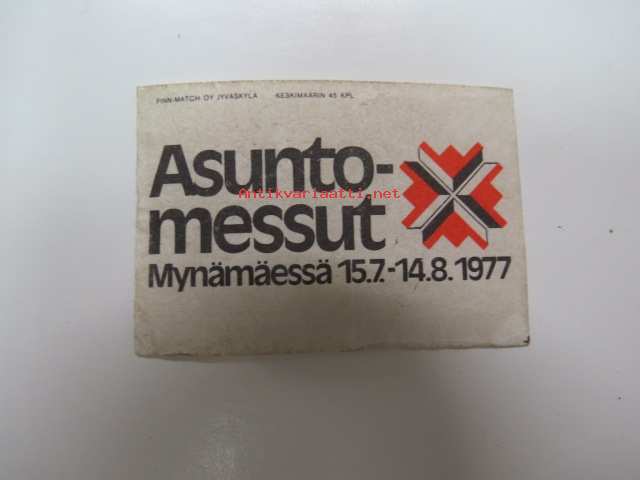 FINN-MATCH OY JYVÄSKYLÄ KESKIMÄÄRIN 45 KPL
Asunto-
Antikvariaatti.net
messut
Mynämäessä 15.7.-14.8.1977